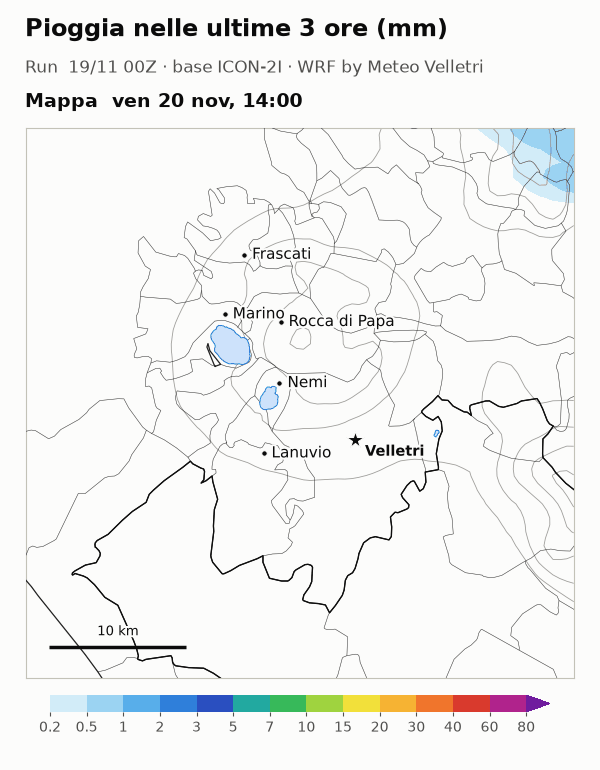 Pioggia nelle ultime 3 ore (mm)
Run  19/11 00Z · base ICON-2I · WRF by Meteo Velletri
Mappa  ven 20 nov, 14:00
Frascati
Marino
Rocca di Papa
Nemi
Velletri
Lanuvio
10 km
0.2 0.5 1 2 3 5 7 10 15 20 30 40 60 80